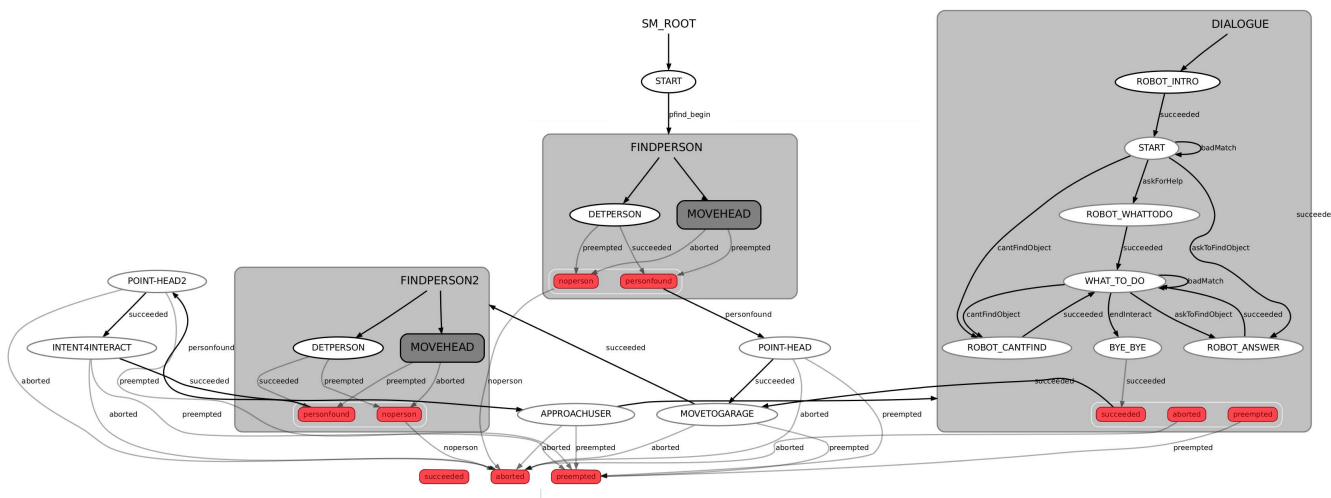 SM_ROOT
DIALOGUE
START
ROBOT_INTRO
pfind_begin
succeeded
FINDPERSON
START
badMatch
askForHelp
DETPERSON
MOVEHEAD
ROBOT_WHATTODO
succeede
preempted
succeeded
aborted
preempted
cantFindObject
succeeded
askToFindObject
noperson
personfound
POINT-HEAD2
FINDPERSON2
WHAT_TO_DO
badMatch
succeeded
personfound
cantFindObject
succeeded
endInteract
askToFindObject
succeeded
INTENT4INTERACT
personfound
DETPERSON
MOVEHEAD
succeeded
POINT-HEAD
ROBOT_CANTFIND
BYE_BYE
ROBOT_ANSWER
aborted
preempted
succeeded
succeeded
preempted
preempted
aborted
noperson
succeeded
succeeded
succeeded
aborted
preempted
personfound
noperson
APPROACHUSER
MOVETOGARAGE
aborted
preempted
succeeded
aborted
preempted
noperson
aborted
preempted
aborted
preempted
aborted
preempted
succeeded
aborted
preempted